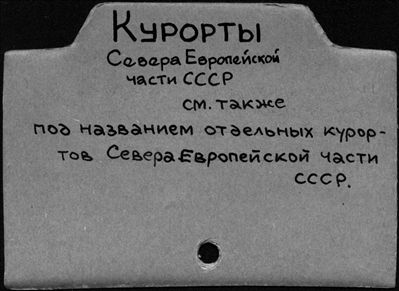 Курорты
Севера Европейской
части СССР
см. также
под названием отдельных курор-
тов Севера Европейской части
СССР.